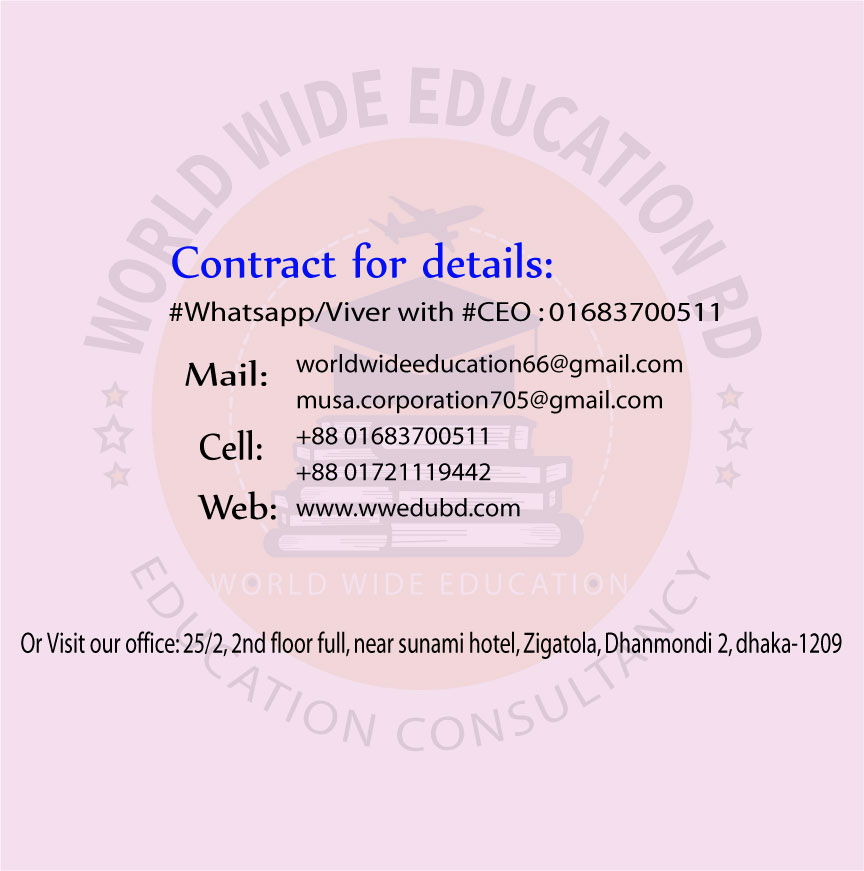 WORLD WIDE EDUCATION BD
Contract for details:
#Whatsapp/Viver with #CEO : 01683700511
Mail: worldwideeducation66@gmail.com
musa.corporation705@gmail.com
Cell: +88 01683700511
+88 01721119442
Web: www.wwedubd.com
WORLD WIDE EDUCATION
Or Visit our office: 25/2, 2nd floor full, near sunami hotel, Zigatola, Dhanmondi 2, dhaka-1209
EDUCATION CONSULTANCY